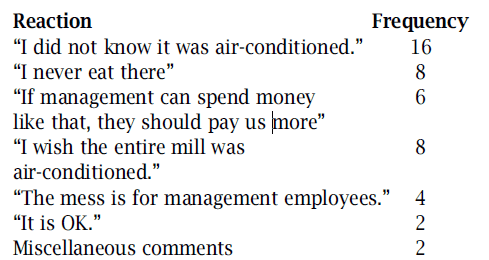 Reaction Frequency
“I did not know it was air-conditioned.” 16
“I never eat there” 8
“If management can spend money 6
like that, they should pay us more”
“I wish the entire mill was 8
air-conditioned.”
“The mess is for management employees.” 4
“It is OK.” 2
Miscellaneous comments 2